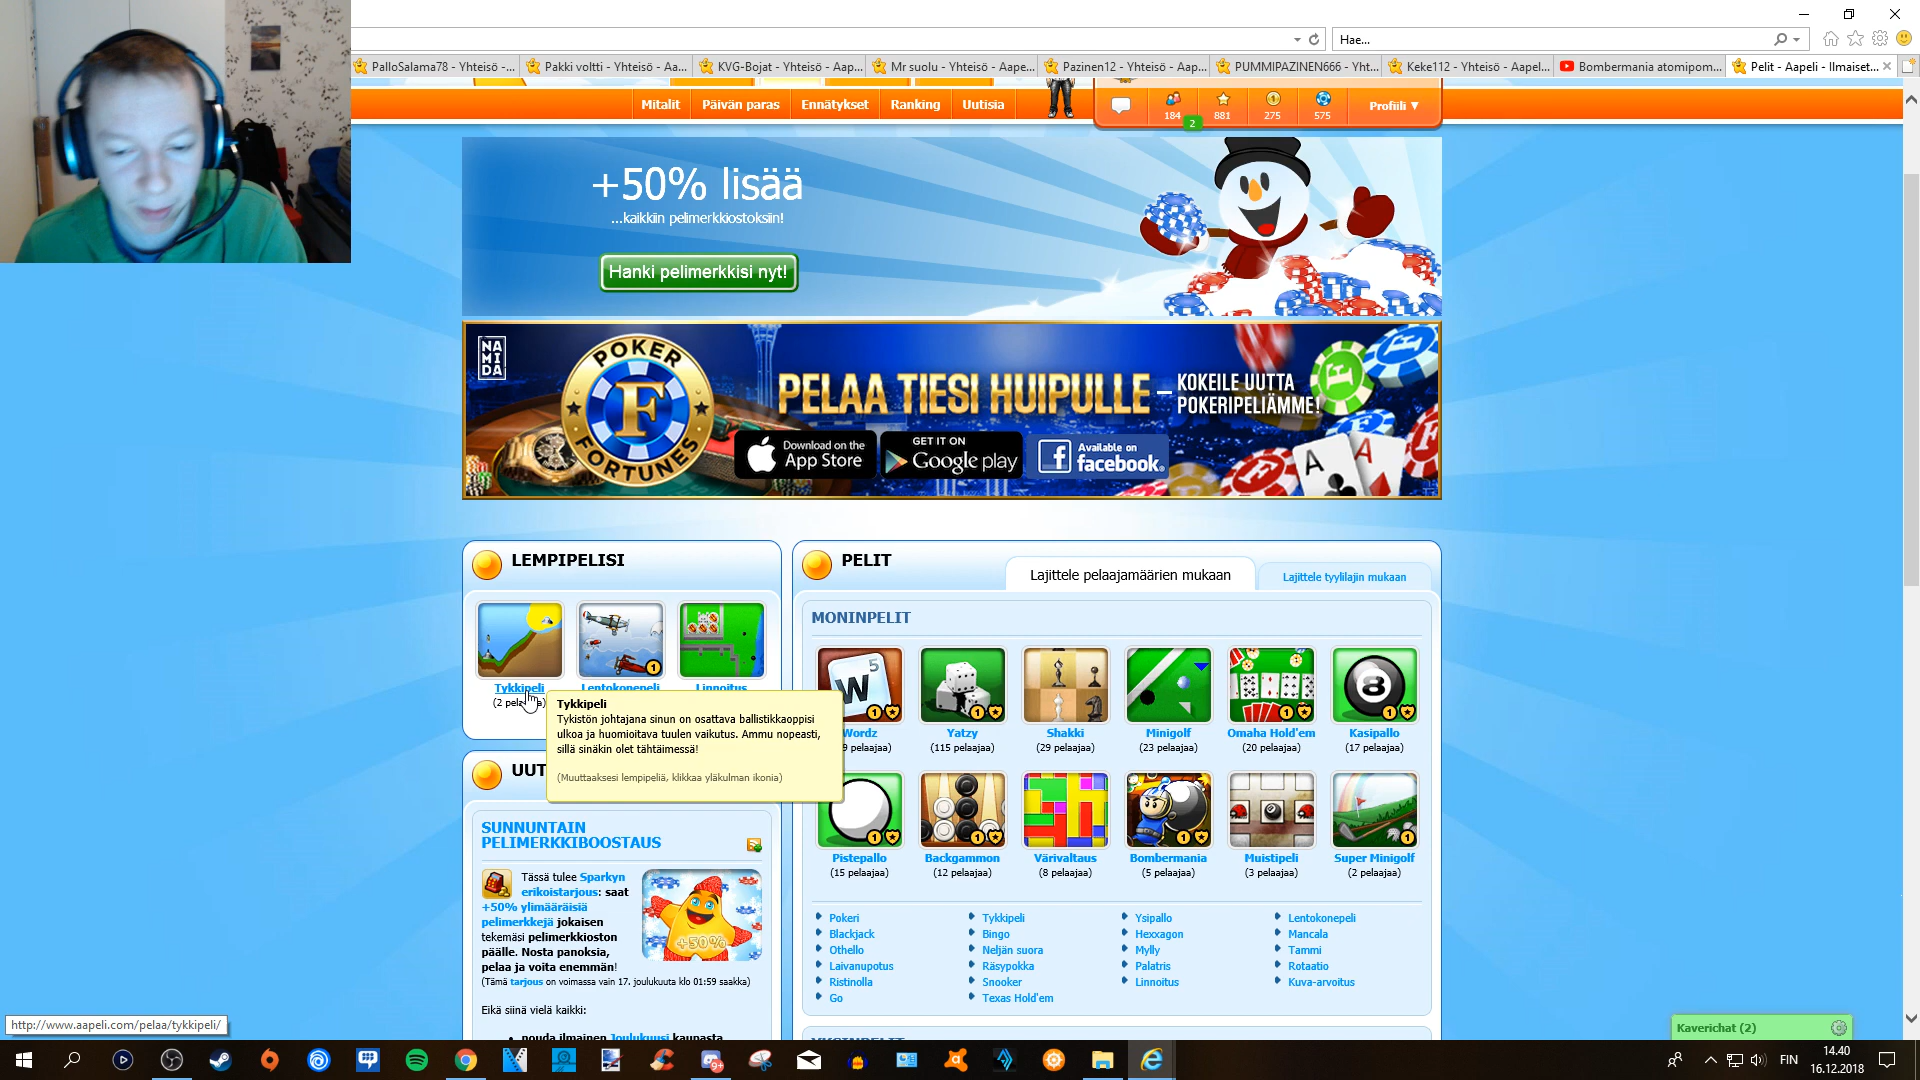 Hae...
PalloSalama78 - Yhteisö -...
Pakki voltti - Yhteisö - Aa...
KVG-Bojat - Yhteisö - Aap...
Mr suolu - Yhteisö - Aape...
Pazinen12 - Yhteisö - Aap...
PUMMIPAZINEN666 - Yht...
Keke112 - Yhteisö - Aapel...
Bombermania atomipom...
Pelit - Aapeli - Ilmaiset...
Mitalit
Päivän paras
Ennätykset
Ranking
Uutisia
184
2
881
275
575
Profiili ▼
+50% lisää
...kaikkiin pelimerkkiostoksiin!
Hanki pelimerkkisi nyt!
NAMIDA
POKER
F
FORTUNES
PELAA TIESI HUIPULLE – KOKEILE UUTTA
POKERIPELIÄMME!
Download on the
App Store
GET IT ON
Google play
Available on
facebook.
A
A
LEMPIPELISI
1
Tykkipeli
Lentokonepeli
Linnoitus
Tykkipeli
Tykistön johtajana sinun on osattava ballistikkaoppisi
ulkoa ja huomioitava tuulen vaikutus. Ammu nopeasti,
sillä sinäkin olet tähtäimessä!
(Muuttaaksesi lempipeliä, klikkaa yläkulman ikonia)
PELIT
Lajittele pelaajamäärien mukaan
Lajittele tyylilajin mukaan
MONINPELIT
W
5
8
Wordz
Yatzy
(115 pelaajaa)
Shakki
(29 pelaajaa)
Minigolf
(23 pelaajaa)
Omaha Hold'em
(20 pelaajaa)
Kasipallo
(17 pelaajaa)
Pistepallo
(15 pelaajaa)
Backgammon
(12 pelaajaa)
Värivaltaus
(8 pelaajaa)
Bombermania
(5 pelaajaa)
Muistipeli
(3 pelaajaa)
Super Minigolf
(2 pelaajaa)
Pokeri
Blackjack
Othello
Laivanupotus
Ristinolla
Go
Tykkipeli
Bingo
Neljän suora
Räsypokka
Snooker
Texas Hold'em
Ysipallo
Hexxagon
Mylly
Palatris
Linnoitus
Lentokonepeli
Mancala
Tammi
Rotaatio
Kuva-arvoitus
SUNNUNTAIN
PELIMERKKIBOOSTAUS
Tässä tulee Sparkyn
erikoistarjous: saat
+50% ylimääräisiä
pelimerkkejä jokaisen
tekemäsi pelimerkkioston
päälle. Nosta panoksia,
pelaa ja voita enemmän!
(Tämä tarjous on voimassa vain 17. joulukuuta klo 01:59 saakka)
+50%
Eikä siinä vielä kaikki:
nouda ilmainen Joulukuusi kaupasta
http://www.aapeli.com/pelaa/tykkipeli/
Kaverichat (2)
9+
FIN
14.40
16.12.2018